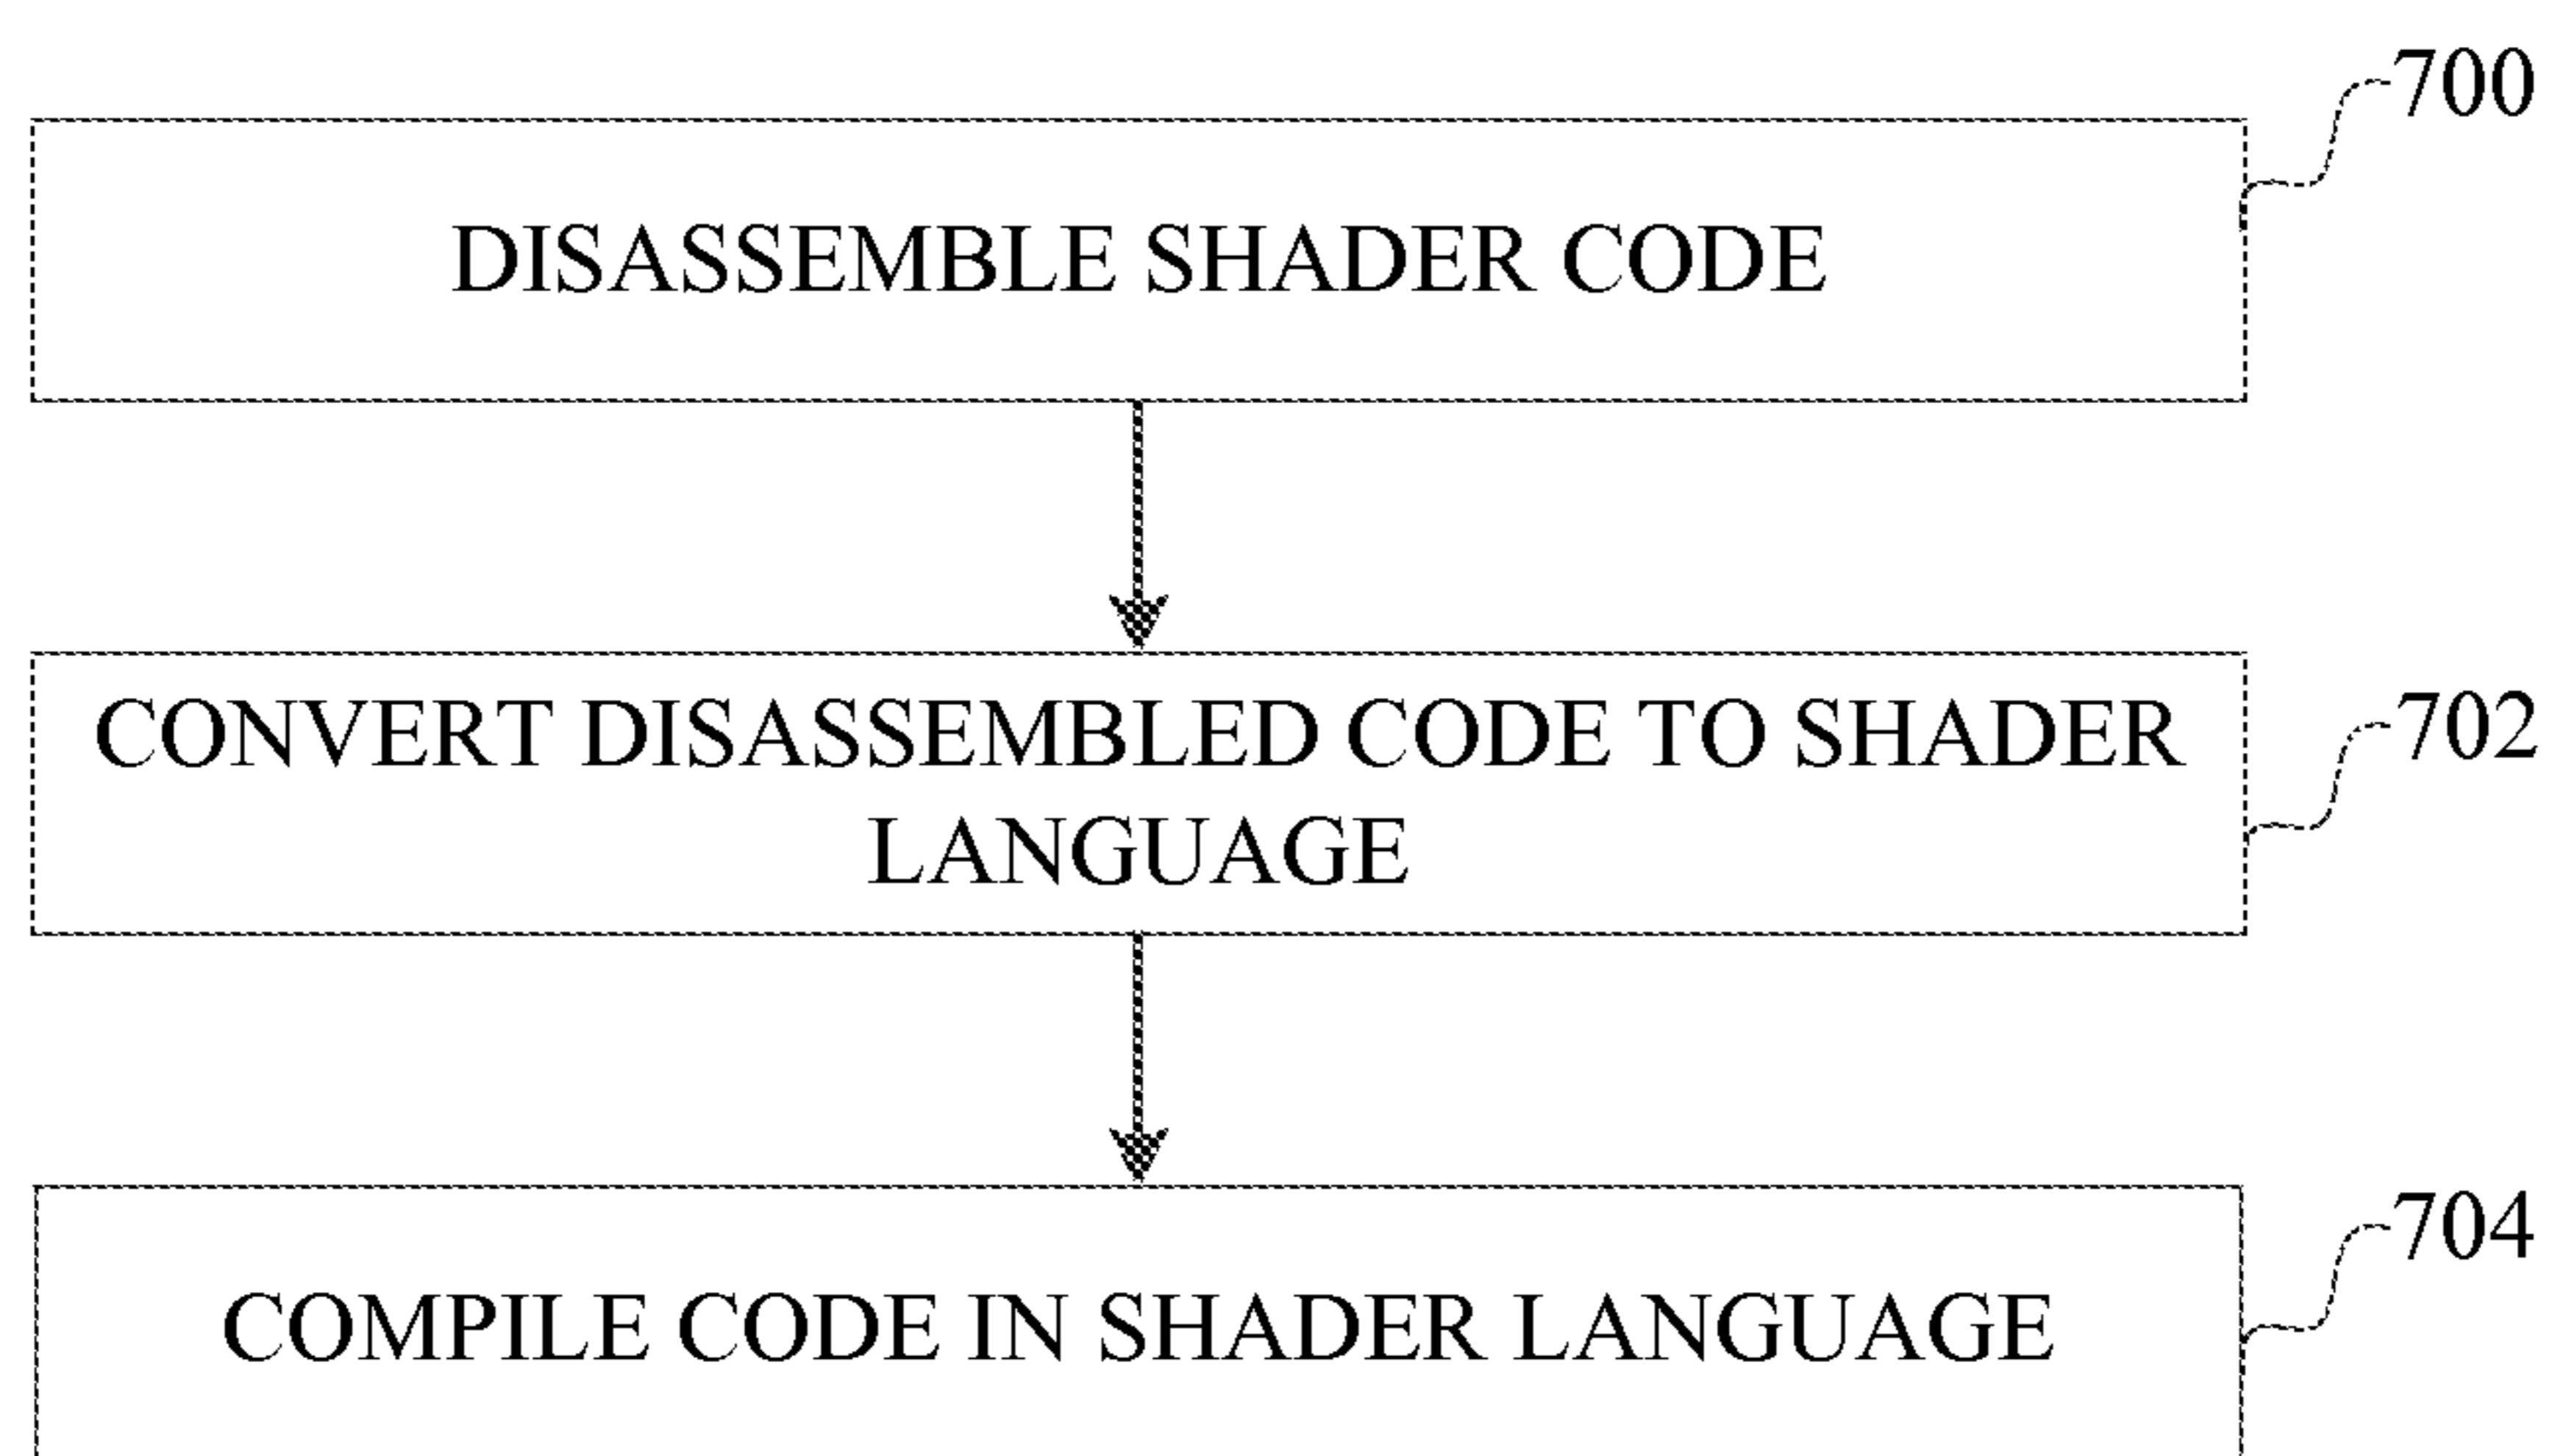 700
DISASSEMBLE SHADER CODE
CONVERT DISASSEMBLED CODE TO SHADER
LANGUAGE
702
704
COMPILE CODE IN SHADER LANGUAGE